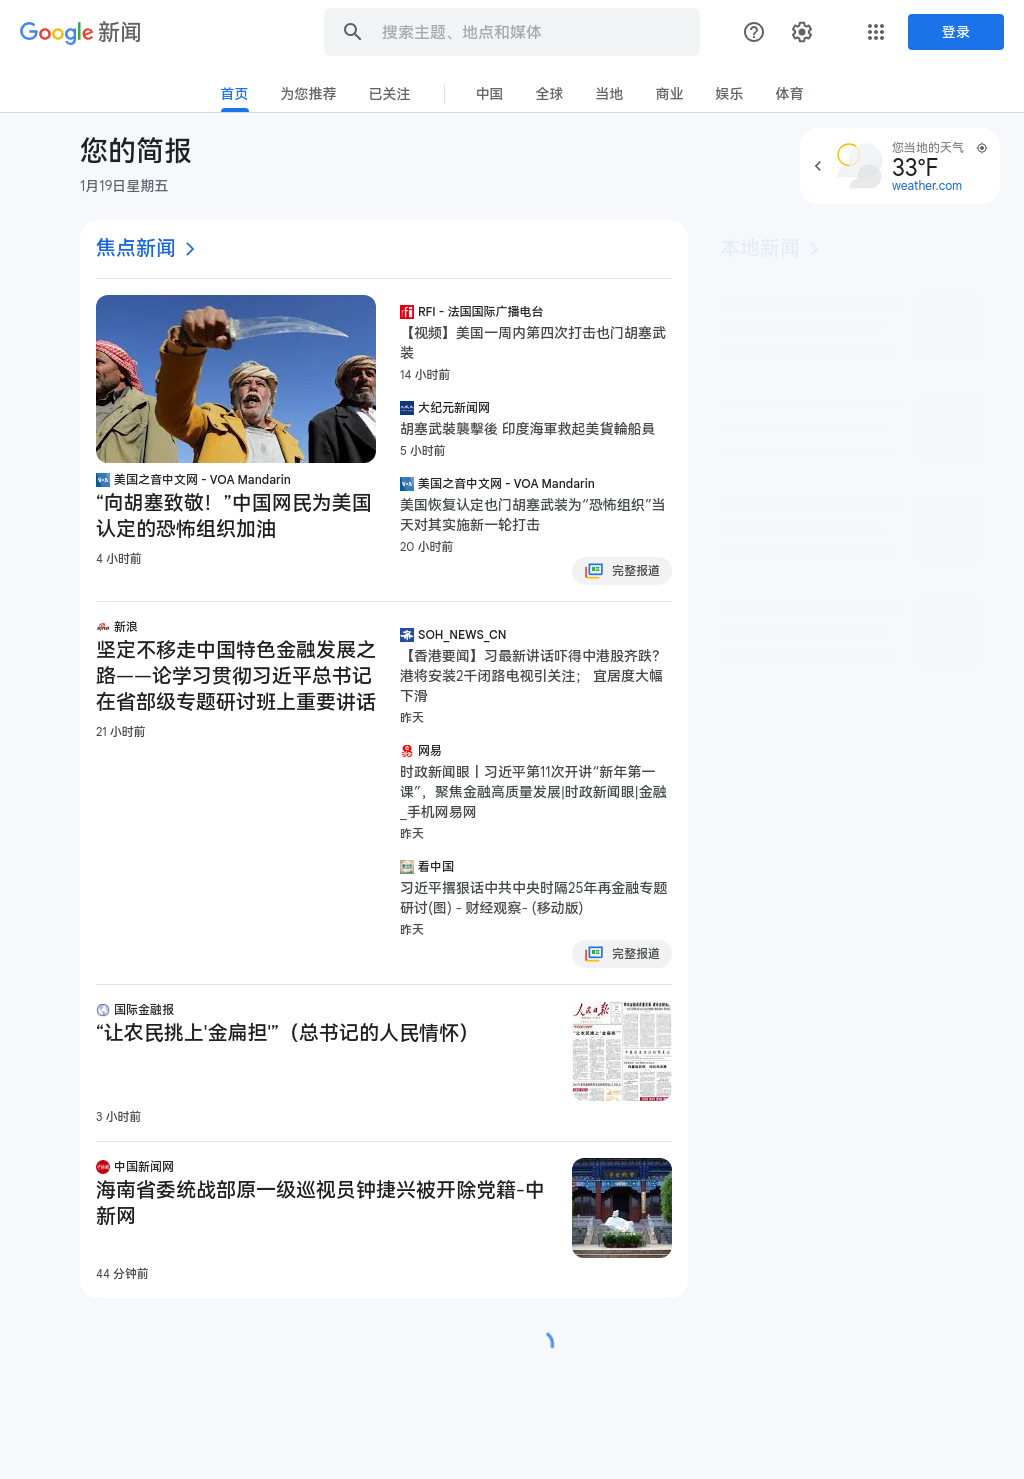 Google 新闻
搜索主题、地点和媒体
登录
首页 为您推荐 已关注 中国 全球 当地 商业 娱乐 体育
您的简报
1月19日星期五
您当地的天气
33°F
weather.com
焦点新闻
本地新闻
美国之音中文网 - VOA Mandarin
“向胡塞致敬！”中国网民为美国
认定的恐怖组织加油
4 小时前
RFI - 法国国际广播电台
【视频】美国一周内第四次打击也门胡塞武
装
14 小时前
大纪元新闻网
胡塞武裝襲擊後 印度海軍救起美貨輪船員
5 小时前
美国之音中文网 - VOA Mandarin
美国恢复认定也门胡塞武装为“恐怖组织”当
天对其实施新一轮打击
20 小时前
完整报道
新浪
坚定不移走中国特色金融发展之
路——论学习贯彻习近平总书记
在省部级专题研讨班上重要讲话
21 小时前
SOH_NEWS_CN
【香港要闻】习最新讲话吓得中港股齐跌？
港将安装2千闭路电视引关注； 宜居度大幅
下滑
昨天
网易
时政新闻眼丨习近平第11次开讲“新年第一
课”，聚焦金融高质量发展|时政新闻眼|金融
_手机网易网
昨天
看中国
习近平撂狠话中共中央时隔25年再金融专题
研讨(图) - 财经观察- (移动版)
昨天
完整报道
国际金融报
“让农民挑上'金扁担'”（总书记的人民情怀）
3 小时前
人民日报
中国新闻网
海南省委统战部原一级巡视员钟捷兴被开除党籍-中
新网
44 分钟前